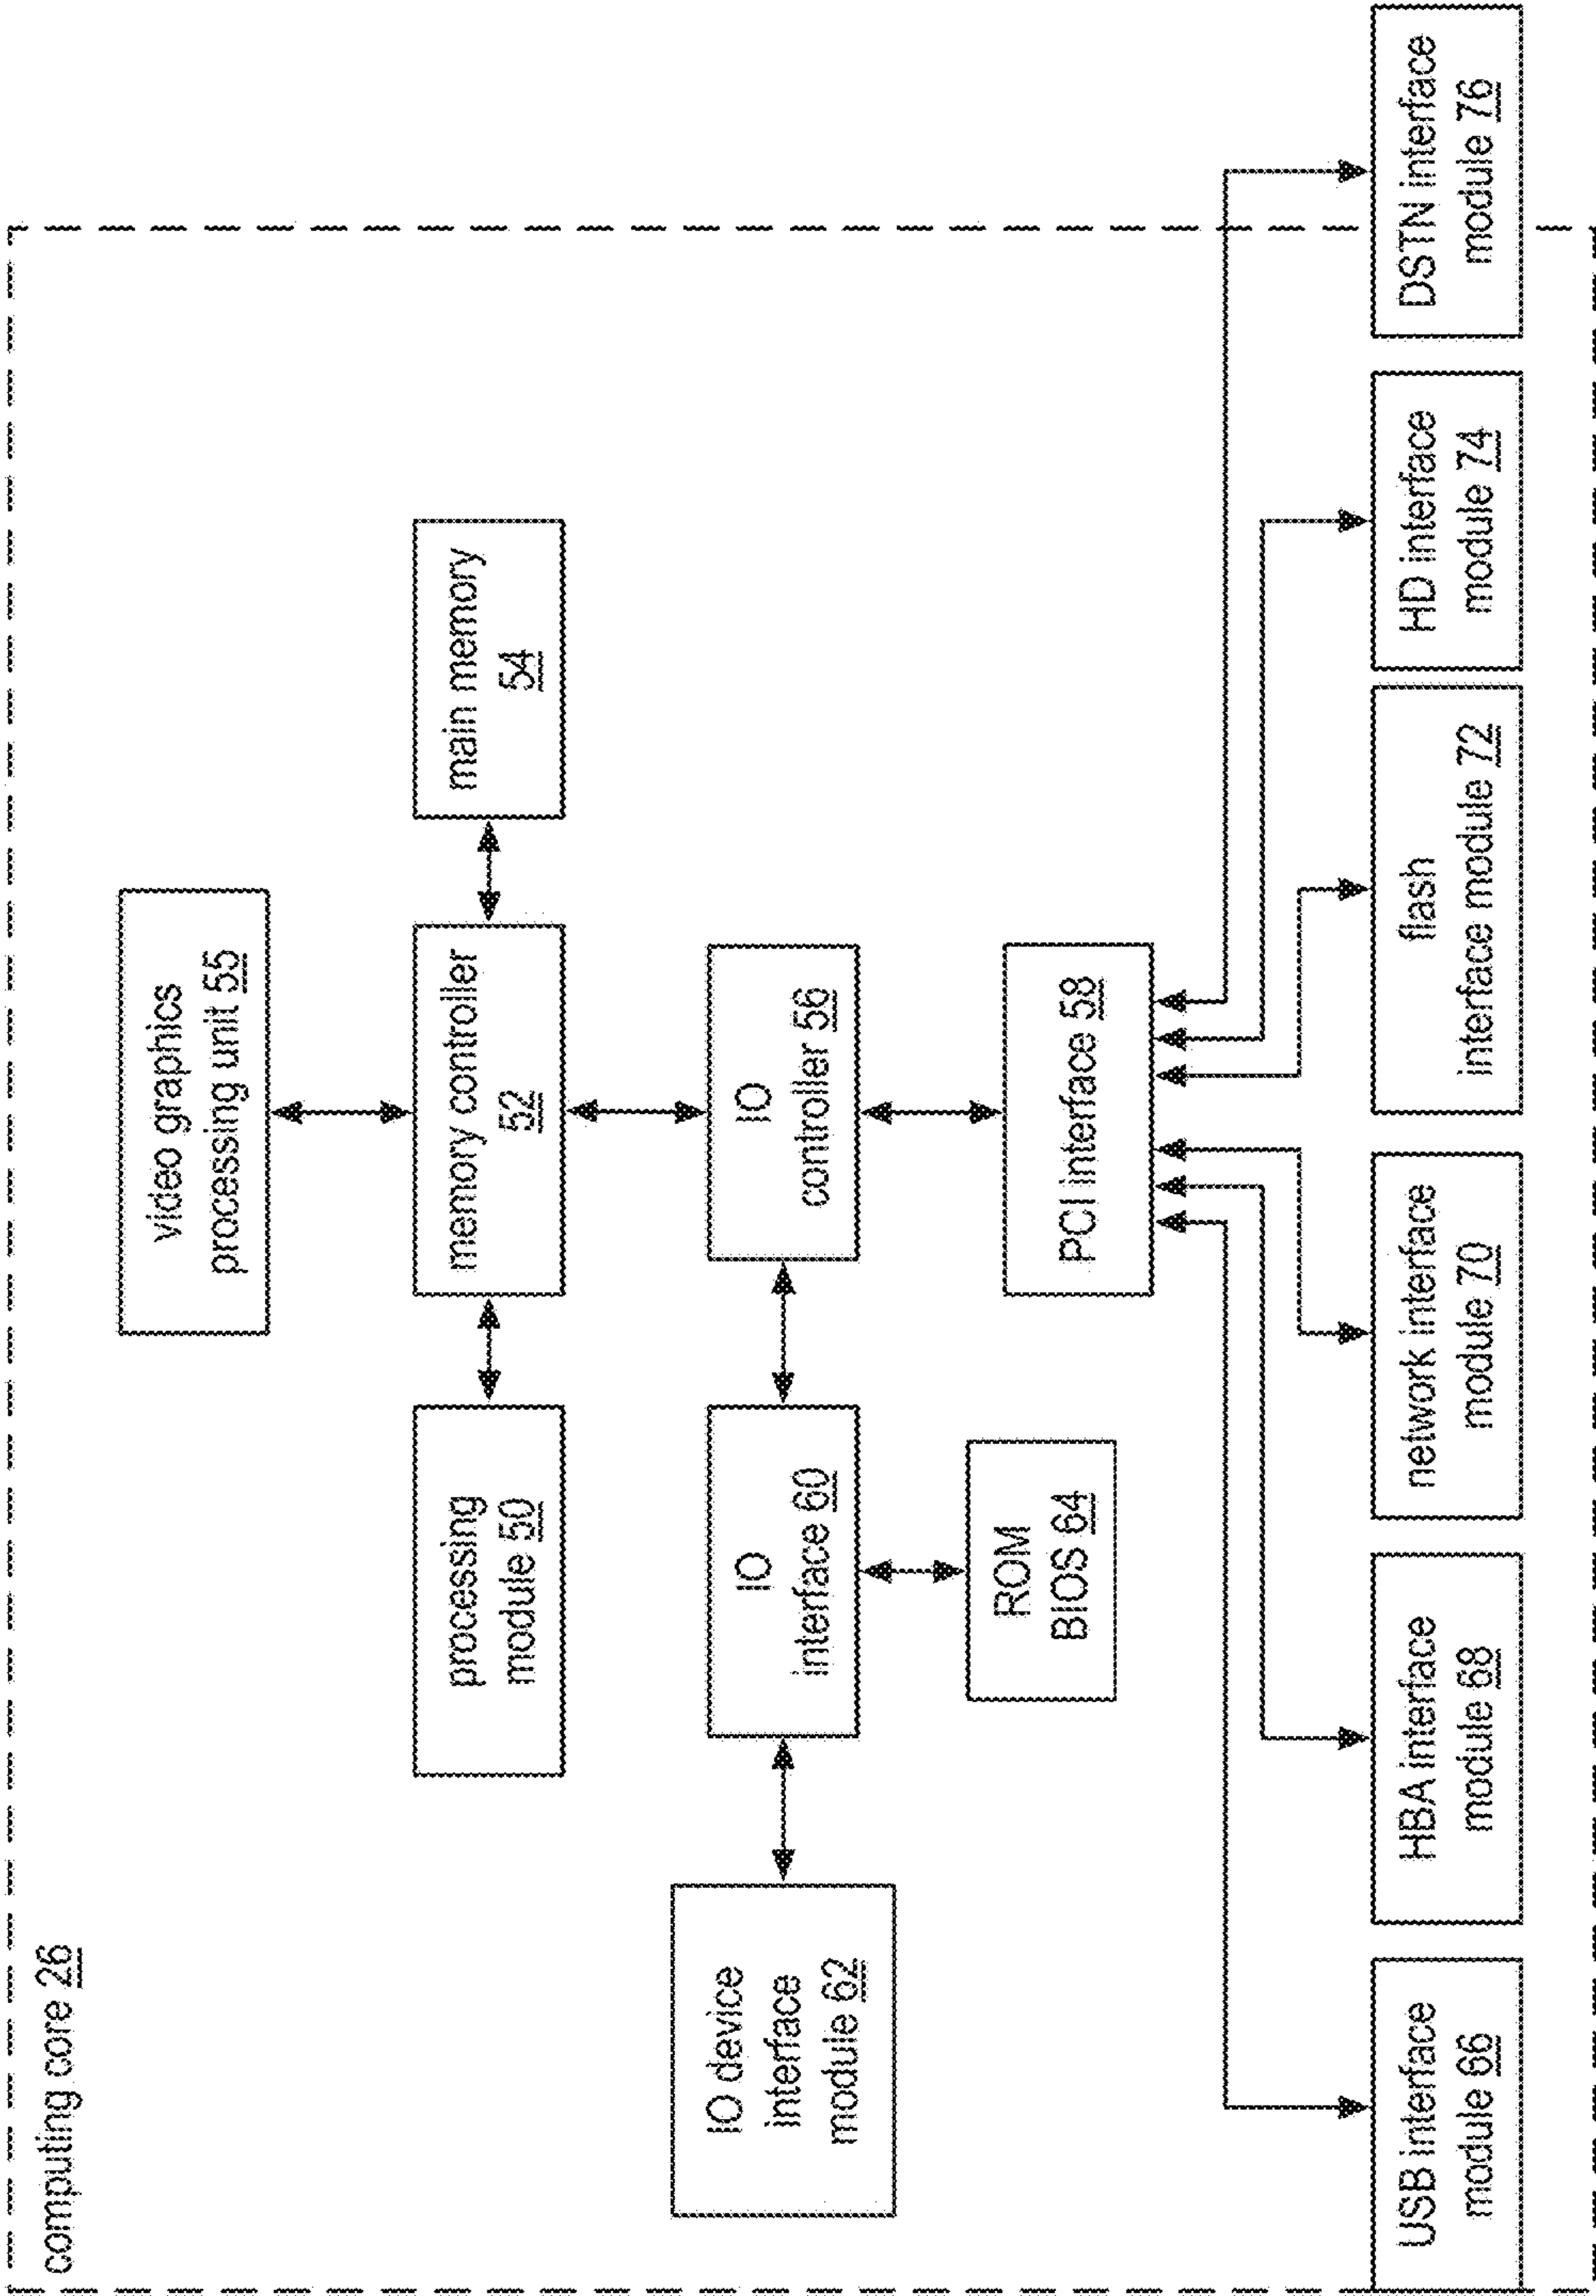 computing core 26
video graphics
processing unit 55
processing
module 50
memory controller
52
main memory
54
IO device
interface
module 62
IO
interface 60
IO
controller 56
ROM
BIOS 64
PCI interface 58
USB interface
module 66
HBA interface
module 68
network interface
module 70
flash
interface module 72
HD interface
module 74
DSTN interface
module 76